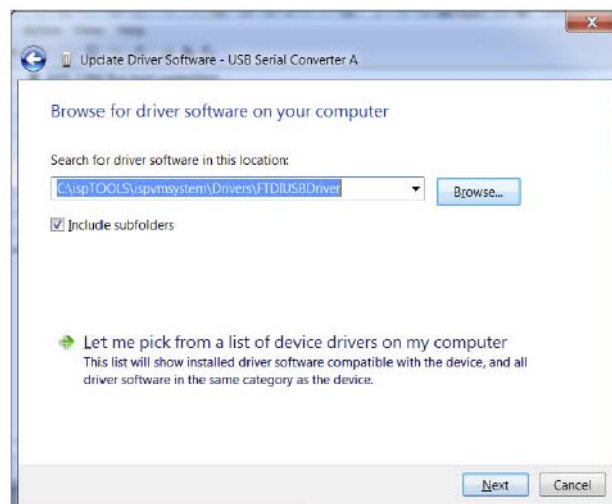 Action View Help
Update Driver Software - USB Serial Converter A
Browse for driver software on your computer
Search for driver software in this location:
C:\ispTOOLS\ispvmsystem\Drivers\FTDIUSBDriver
Browse...
Include subfolders
Let me pick from a list of device drivers on my computer
This list will show installed driver software compatible with the device, and all
driver software in the same category as the device.
Next
Cancel